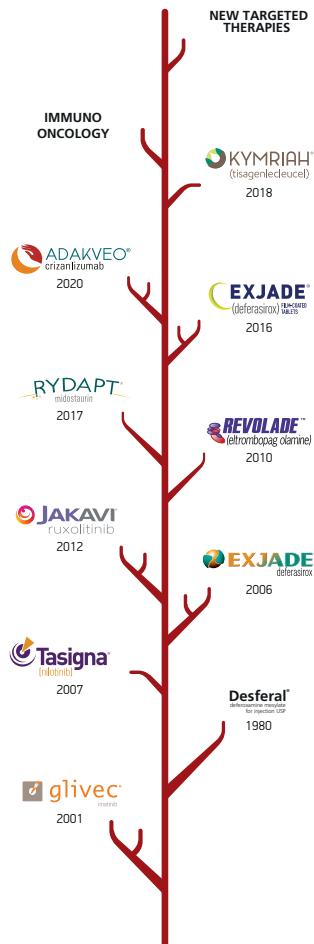 NEW TARGETED
THERAPIES
IMMUNO
ONCOLOGY
KYMRIAH®
(tisagenlecleucel)
2018
ADAKVEO®
crizanlizumab
2020
EXJADE®
(deferasirox) FILM-COATED
TABLETS
2016
RYDAPT®
midostaurin
2017
REVOLADE™
(eltrombopag olamine)
2010
JAKAVI®
ruxolitinib
2012
EXJADE
deferasirox
2006
Tasigna®
(nilotinib)
2007
Desferal®
deferoxamine mesylate
for injection USP
1980
glivec®
imatinib
2001